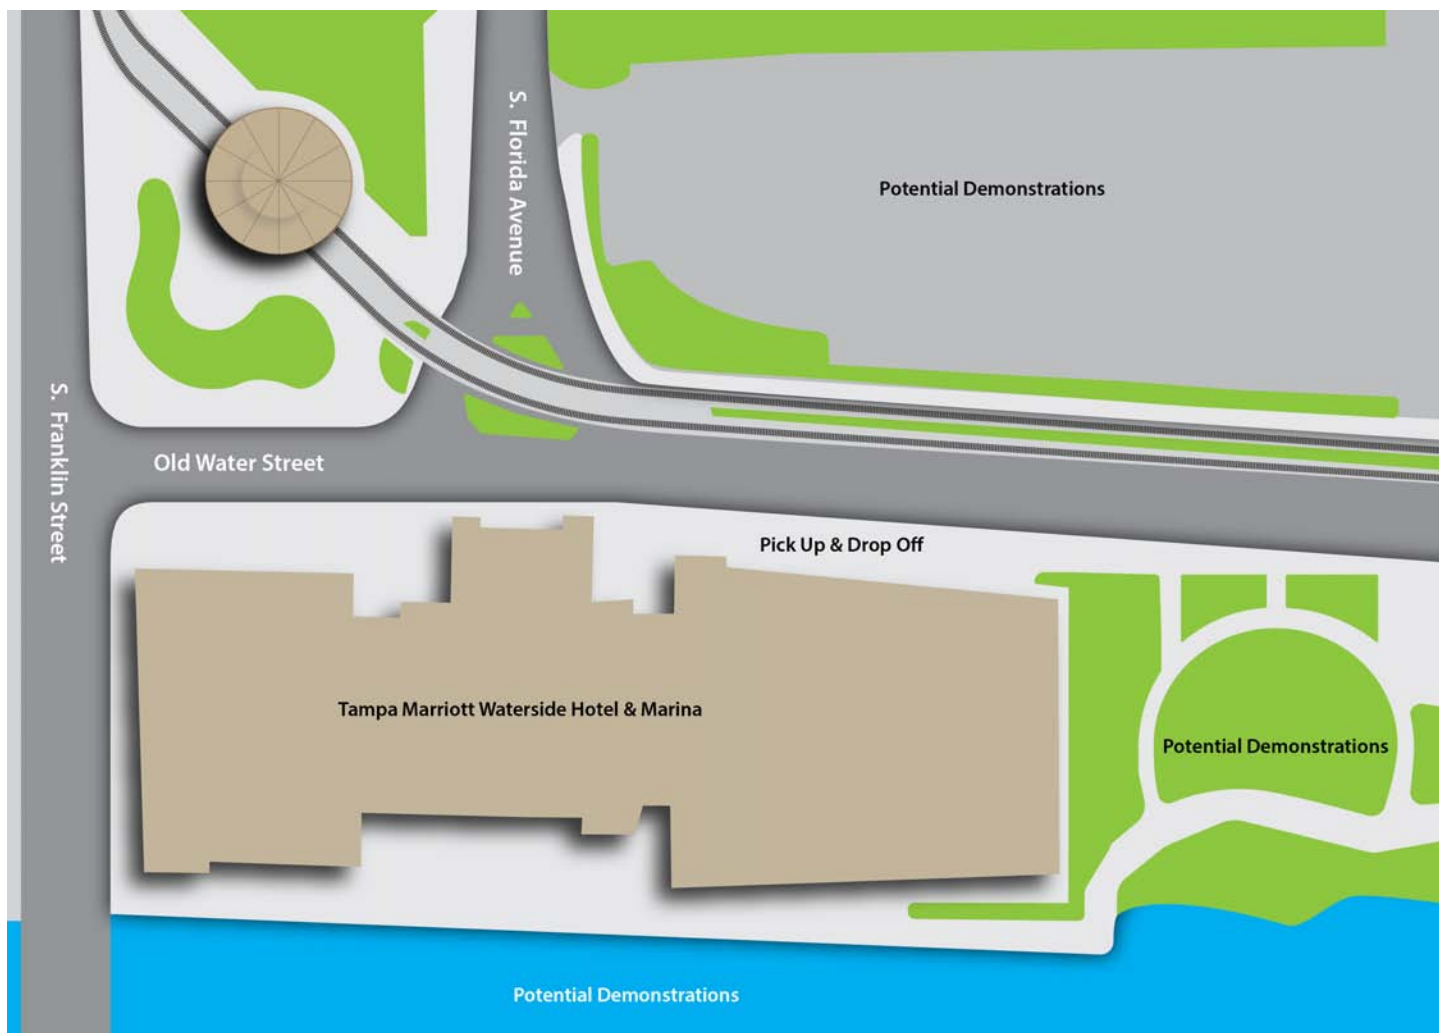 S. Florida Avenue
Potential Demonstrations
S. Franklin Street
Old Water Street
Pick Up & Drop Off
Tampa Marriott Waterside Hotel & Marina
Potential Demonstrations
Potential Demonstrations